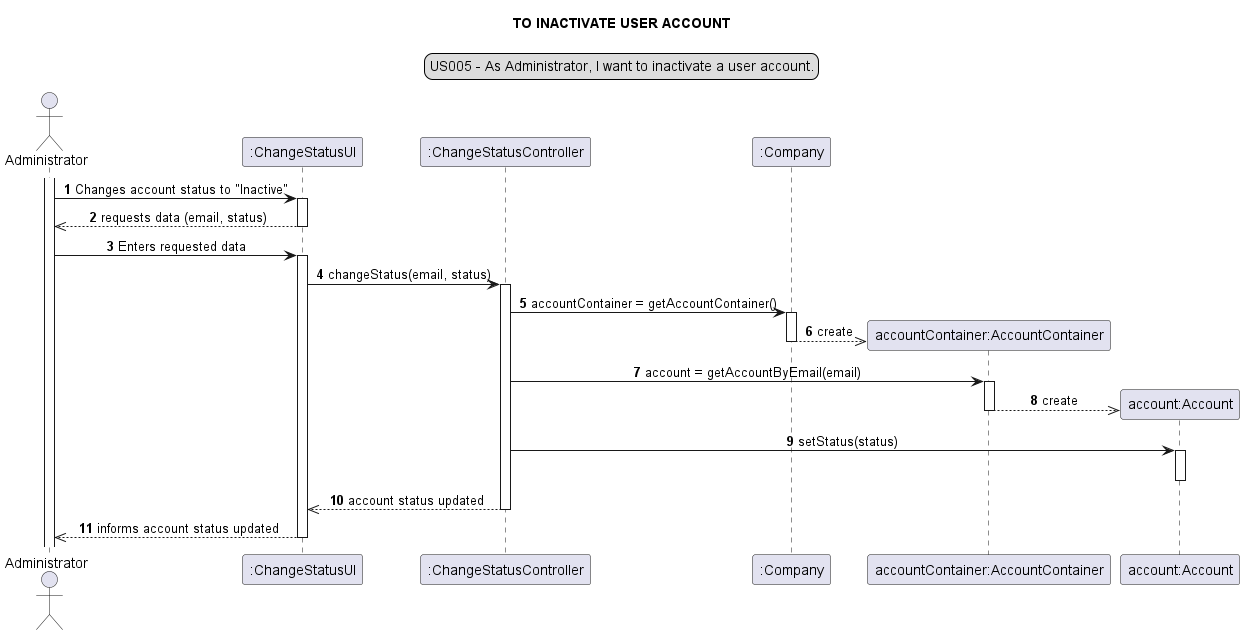 TO INACTIVATE USER ACCOUNT
US005 - As Administrator, I want to inactivate a user account.
Administrator
:ChangeStatusUI
:ChangeStatusController
:Company
1 Changes account status to "Inactive"
2 requests data (email, status)
3 Enters requested data
4 changeStatus(email, status)
5 accountContainer = getAccountContainer()
6 create
accountContainer:AccountContainer
7 account = getAccountByEmail(email)
8 create
account:Account
9 setStatus(status)
10 account status updated
11 informs account status updated
Administrator
:ChangeStatusUI
:ChangeStatusController
:Company
accountContainer:AccountContainer
account:Account